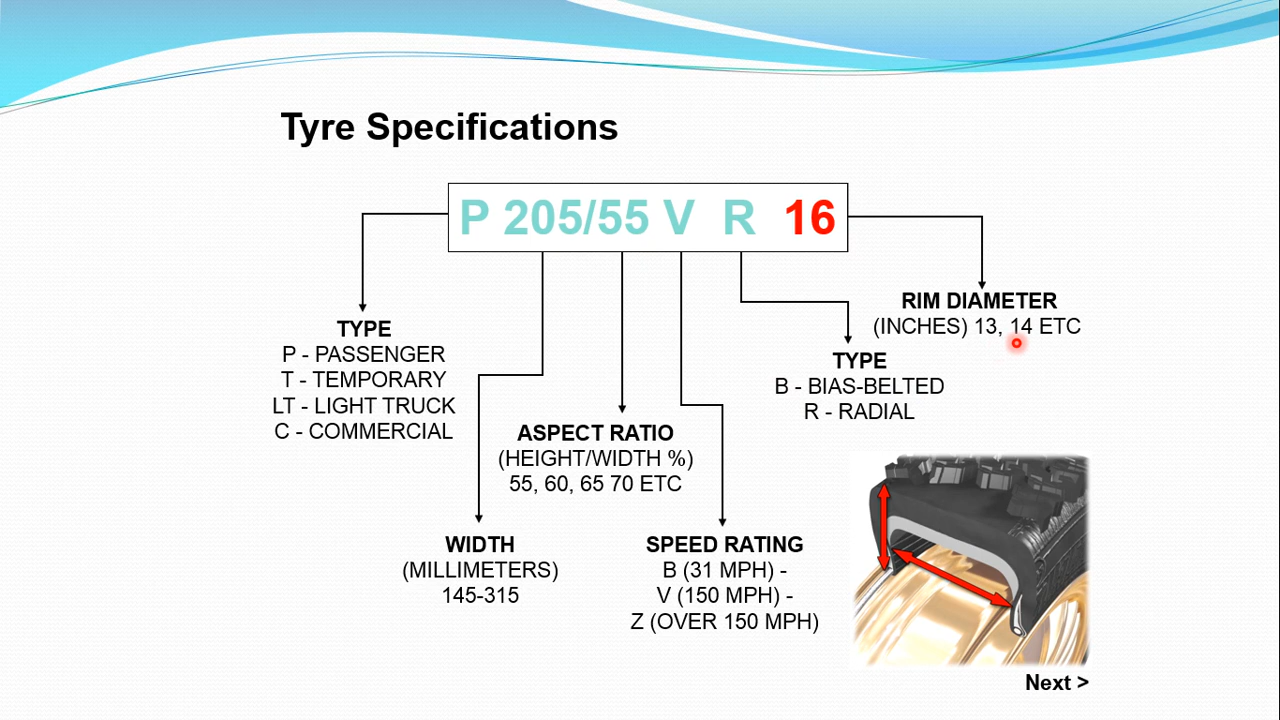 Tyre Specifications
P 205/55 V R 16
TYPE
P - PASSENGER
T - TEMPORARY
LT - LIGHT TRUCK
C - COMMERCIAL
WIDTH
(MILLIMETERS)
145-315
ASPECT RATIO
(HEIGHT/WIDTH %)
55, 60, 65 70 ETC
SPEED RATING
B (31 MPH) -
V (150 MPH) -
Z (OVER 150 MPH)
TYPE
B - BIAS-BELTED
R - RADIAL
RIM DIAMETER
(INCHES) 13, 14 ETC
Next >